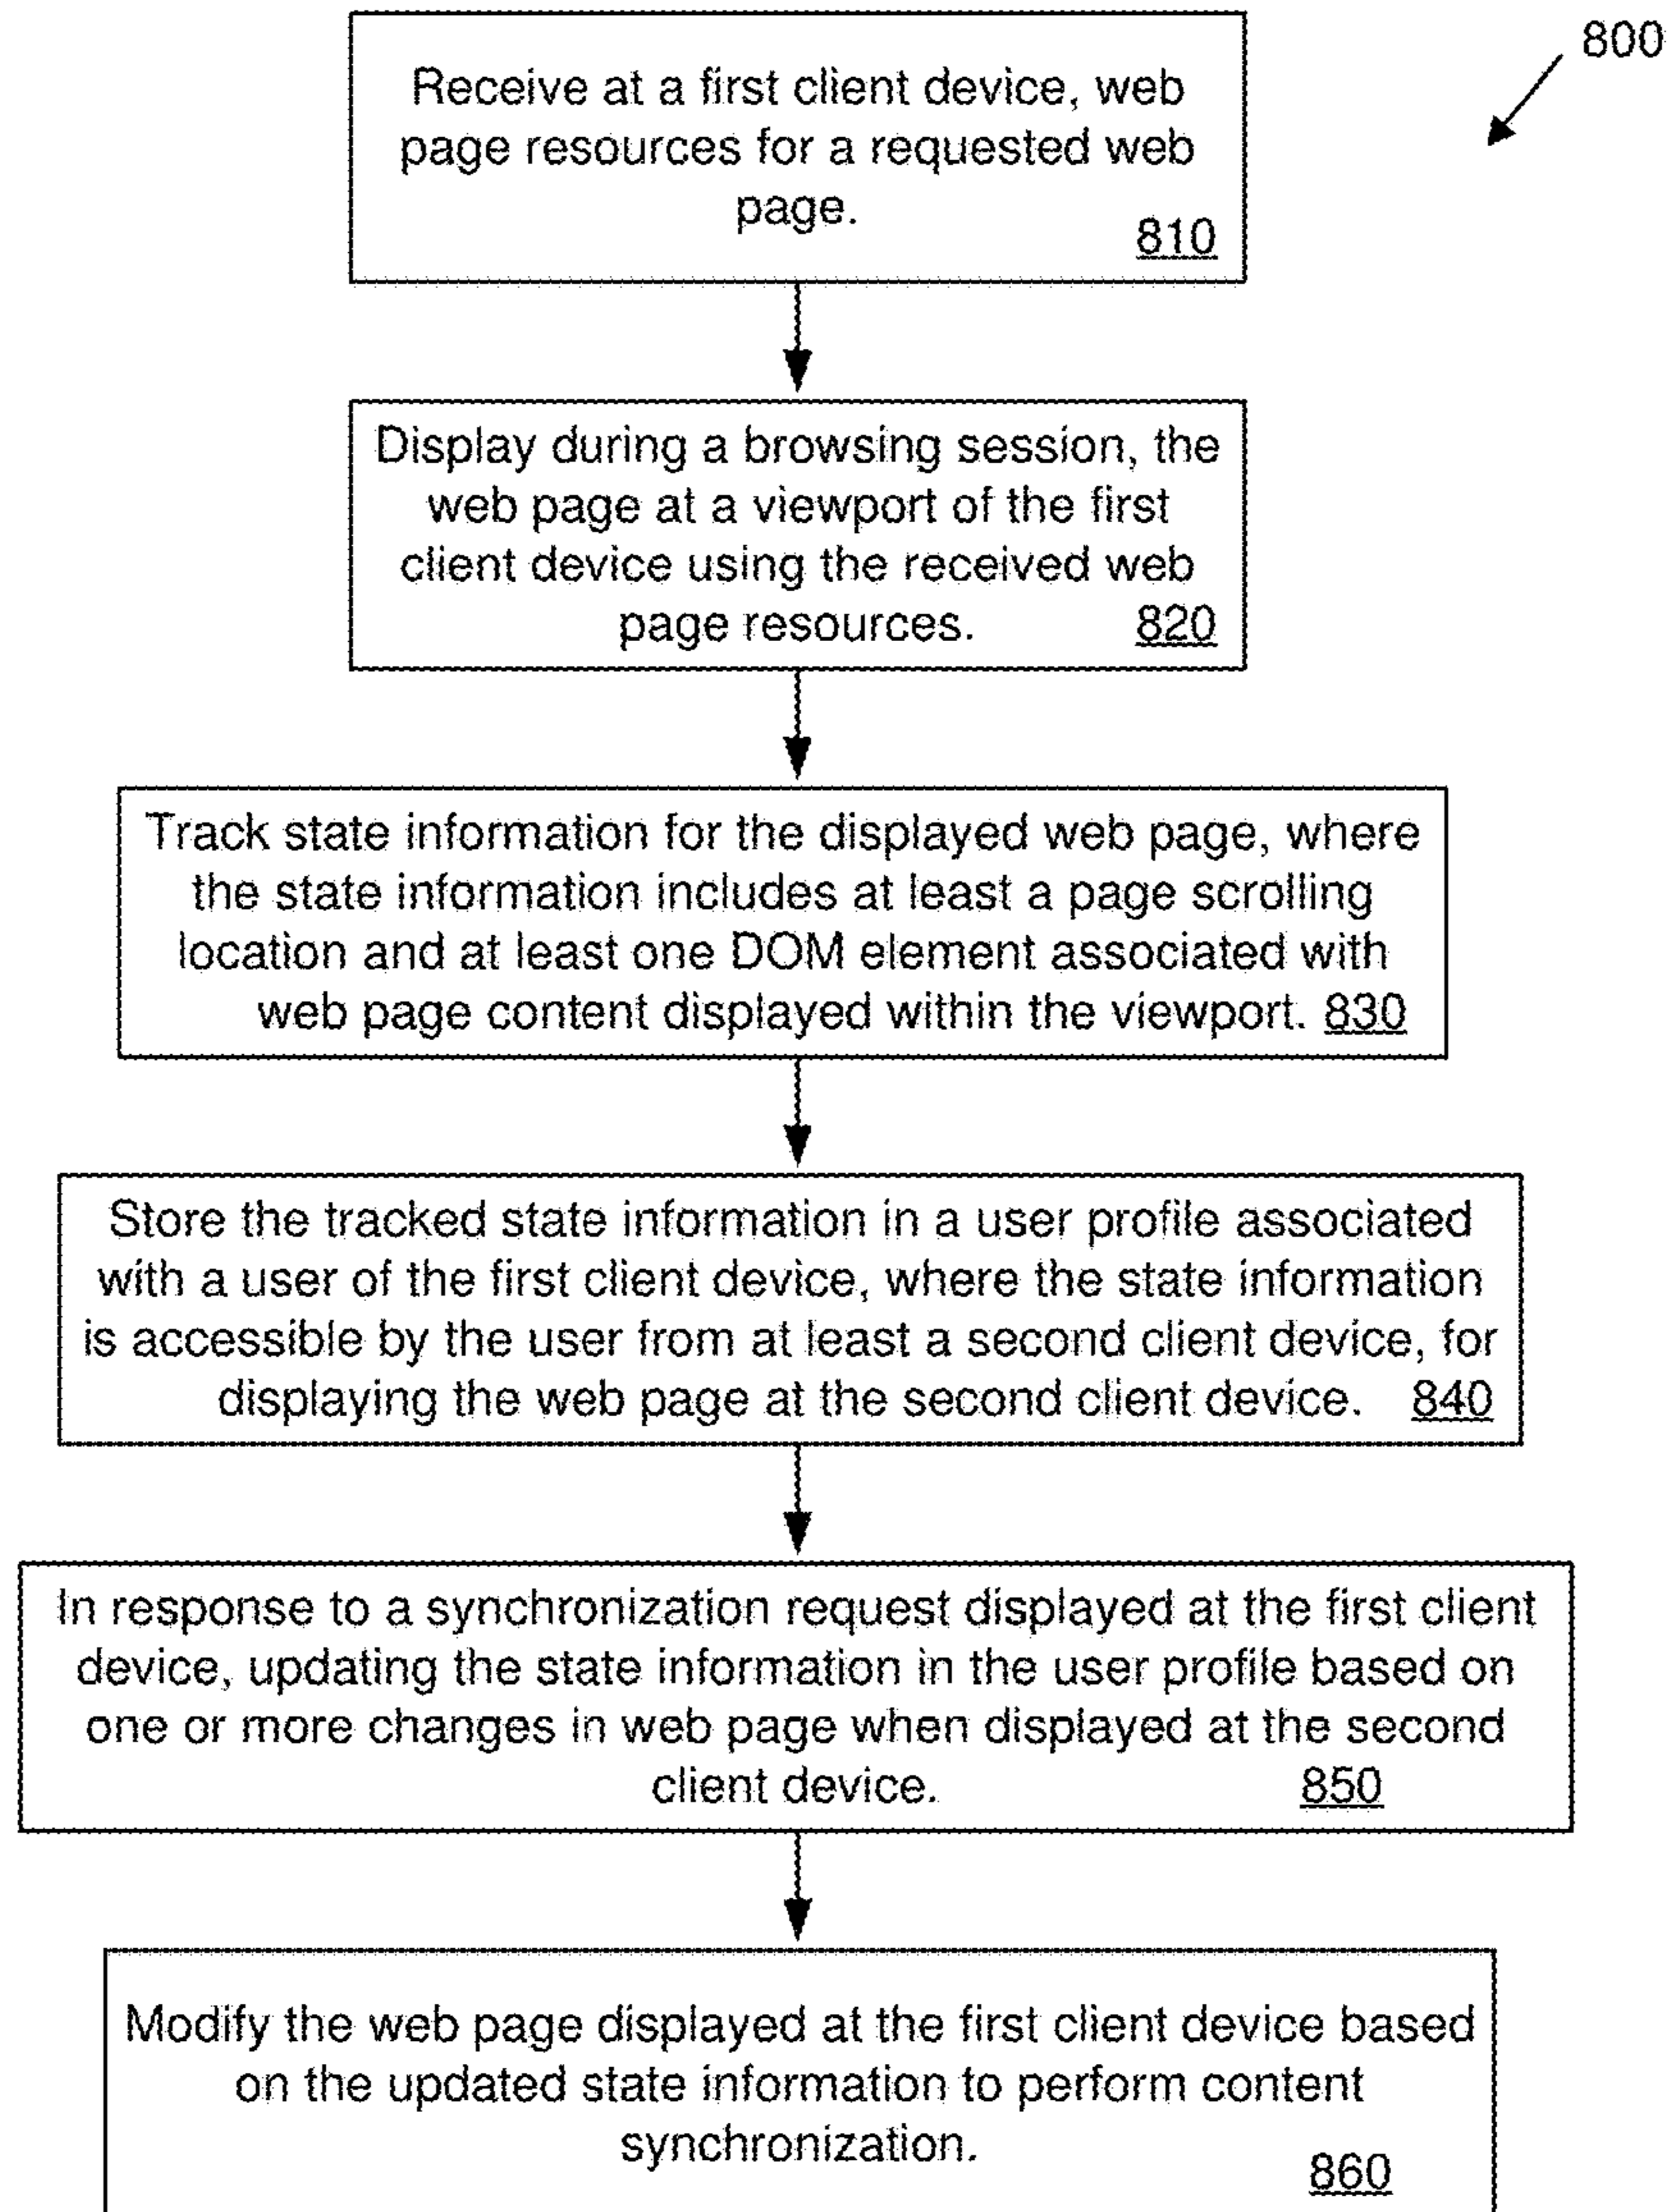 800
Receive at a first client device, web
page resources for a requested web
page.
810
Display during a browsing session, the
web page at a viewport of the first
client device using the received web
page resources. 820
Track state information for the displayed web page, where
the state information includes at least a page scrolling
location and at least one DOM element associated with
web page content displayed within the viewport. 830
Store the tracked state information in a user profile associated
with a user of the first client device, where the state information
is accessible by the user from at least a second client device, for
displaying the web page at the second client device. 840
In response to a synchronization request displayed at the first client
device, updating the state information in the user profile based on
one or more changes in web page when displayed at the second
client device. 850
Modify the web page displayed at the first client device based
on the updated state information to perform content
synchronization.
860